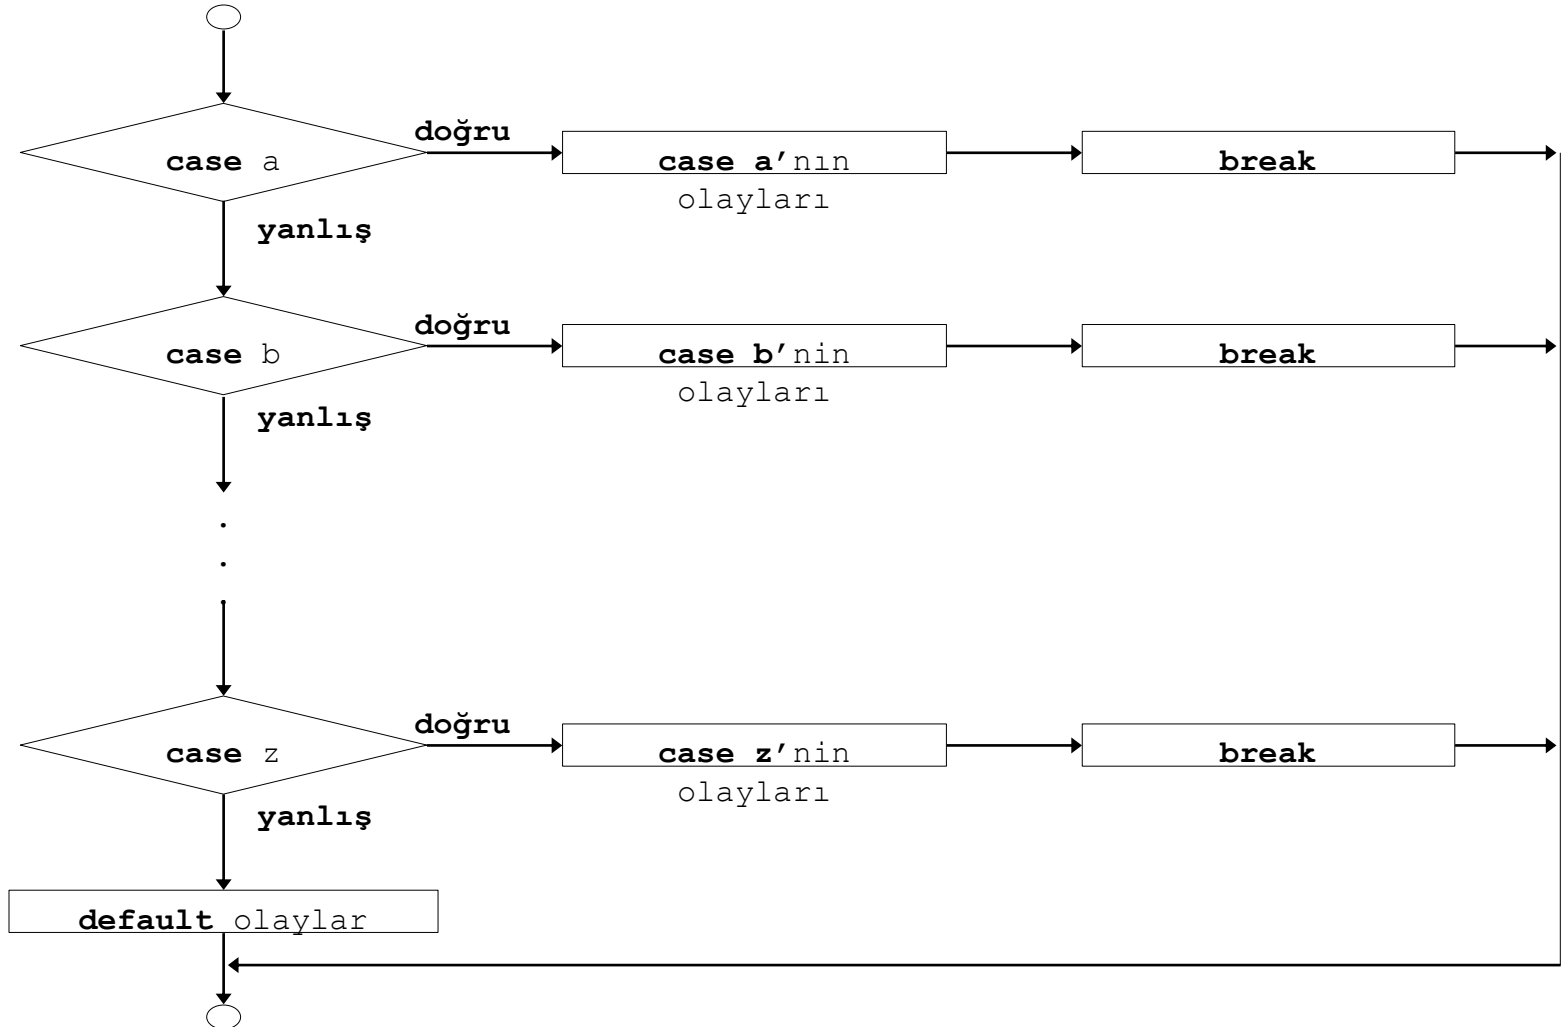 doğru
case a
case a’nın
olayları
break
yanlış
doğru
case b
case b’nin
olayları
break
yanlış
.
.
.
doğru
case z
case z’nin
olayları
break
yanlış
default olaylar